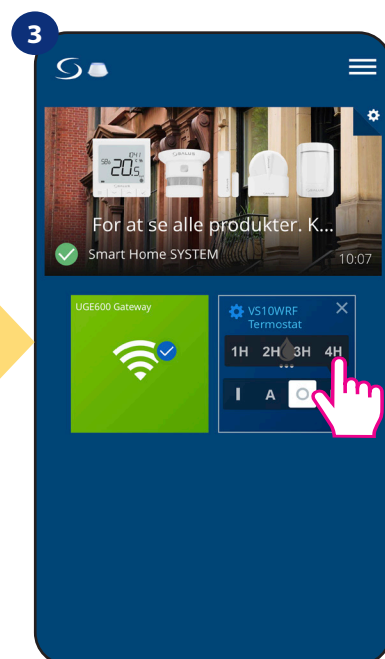 3
For at se alle produkter. K...
Smart Home SYSTEM
10:07
UGE600 Gateway
VS10WRF
Termostat
1H 2H 3H 4H
I A O